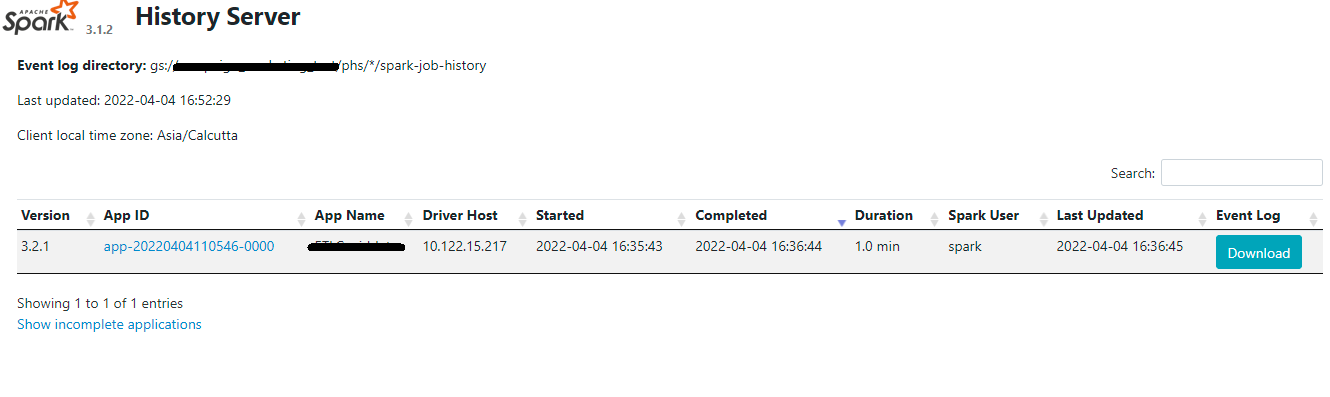 APACHE
Spark 3.1.2 History Server
Event log directory: gs:// /phs/*/spark-job-history
Last updated: 2022-04-04 16:52:29
Client local time zone: Asia/Calcutta
Search:
Version App ID App Name Driver Host Started Completed Duration Spark User Last Updated Event Log
3.2.1 app-20220404110546-0000 10.122.15.217 2022-04-04 16:35:43 2022-04-04 16:36:44 1.0 min spark 2022-04-04 16:36:45 Download
Showing 1 to 1 of 1 entries
Show incomplete applications